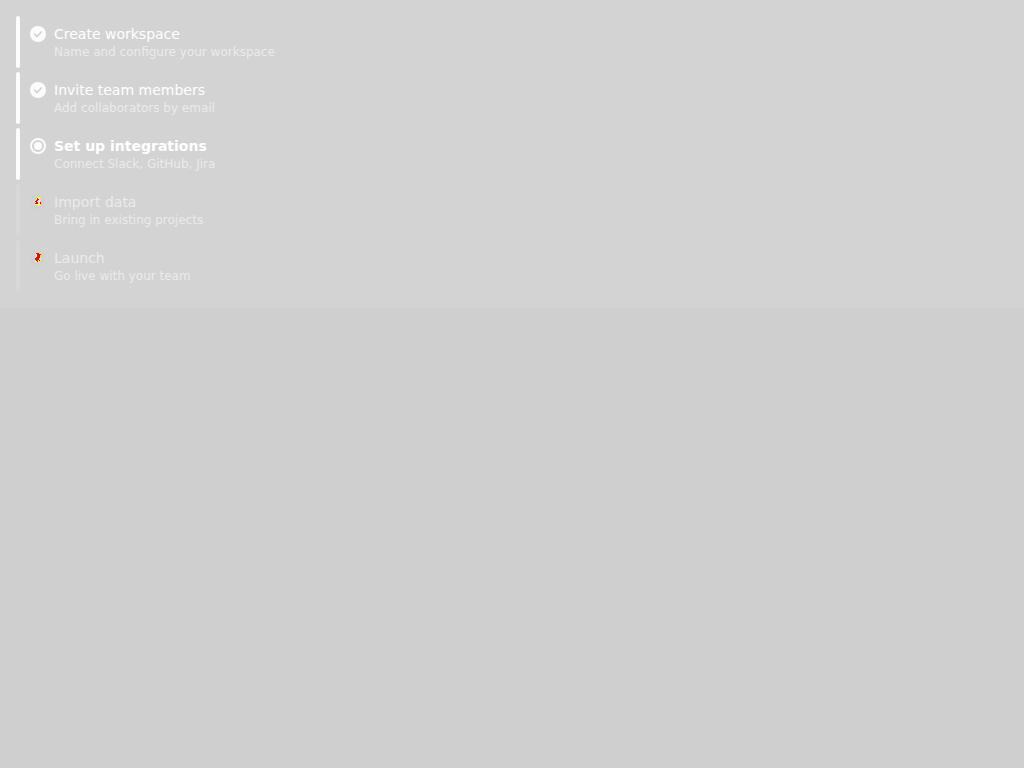 Create workspace
Name and configure your workspace
Invite team members
Add collaborators by email
Set up integrations
Connect Slack, GitHub, Jira
Import data
Bring in existing projects
Launch
Go live with your team